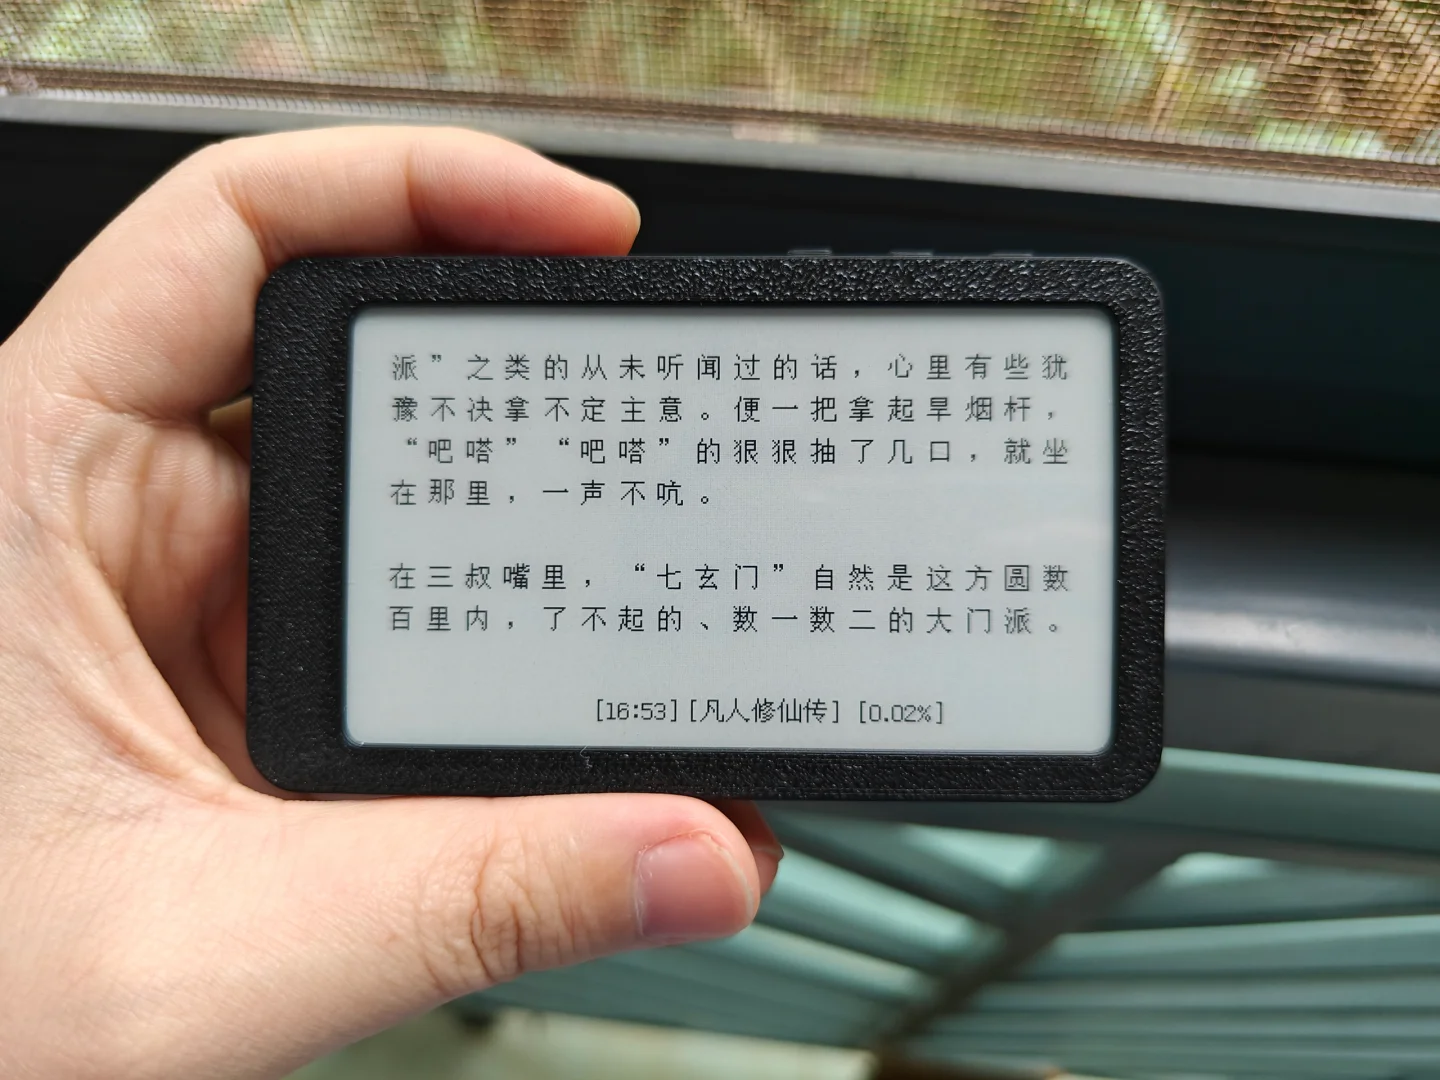 派”之类的从未听闻过的话，心里有些犹
豫不决拿不定主意。便一把拿起旱烟杆，
“吧嗒”“吧嗒”的狠狠抽了几口，就坐
在那里，一声不吭。
在三叔嘴里，“七玄门”自然是这方圆数
百里内，了不起的、数一数二的大门派。
[16:53][凡人修仙传] [0.02%]